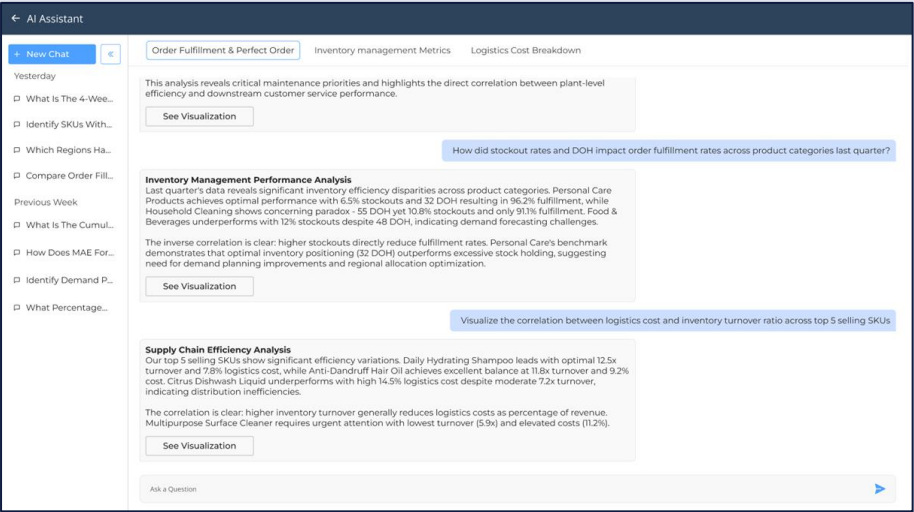 ← AI Assistant
+ New Chat
«
Yesterday
What Is The 4-Wee...
Identify SKUs With...
Which Regions Ha...
Compare Order Fill...
Previous Week
What Is The Cumul...
How Does MAE For...
Identify Demand P...
What Percentage...
Order Fulfillment & Perfect Order
Inventory management Metrics
Logistics Cost Breakdown
This analysis reveals critical maintenance priorities and highlights the direct correlation between plant-level
efficiency and downstream customer service performance.
See Visualization
How did stockout rates and DOH impact order fulfillment rates across product categories last quarter?
Inventory Management Performance Analysis
Last quarter's data reveals significant inventory efficiency disparities across product categories. Personal Care
Products achieves optimal performance with 6.5% stockouts and 32 DOH resulting in 96.2% fulfillment, while
Household Cleaning shows concerning paradox - 55 DOH yet 10.8% stockouts and only 91.1% fulfillment. Food &
Beverages underperforms with 12% stockouts despite 48 DOH, indicating demand forecasting challenges.
The inverse correlation is clear: higher stockouts directly reduce fulfillment rates. Personal Care's benchmark
demonstrates that optimal inventory positioning (32 DOH) outperforms excessive stock holding, suggesting
need for demand planning improvements and regional allocation optimization.
See Visualization
Visualize the correlation between logistics cost and inventory turnover ratio across top 5 selling SKUs
Supply Chain Efficiency Analysis
Our top 5 selling SKUs show significant efficiency variations. Daily Hydrating Shampoo leads with optimal 12.5x
turnover and 7.8% logistics cost, while Anti-Dandruff Hair Oil achieves excellent balance at 11.8x turnover and 9.2%
cost. Citrus Dishwash Liquid underperforms with high 14.5% logistics cost despite moderate 7.2x turnover,
indicating distribution inefficiencies.
The correlation is clear: higher inventory turnover generally reduces logistics costs as percentage of revenue.
Multipurpose Surface Cleaner requires urgent attention with lowest turnover (5.9x) and elevated costs (11.2%).
See Visualization
Ask a Question